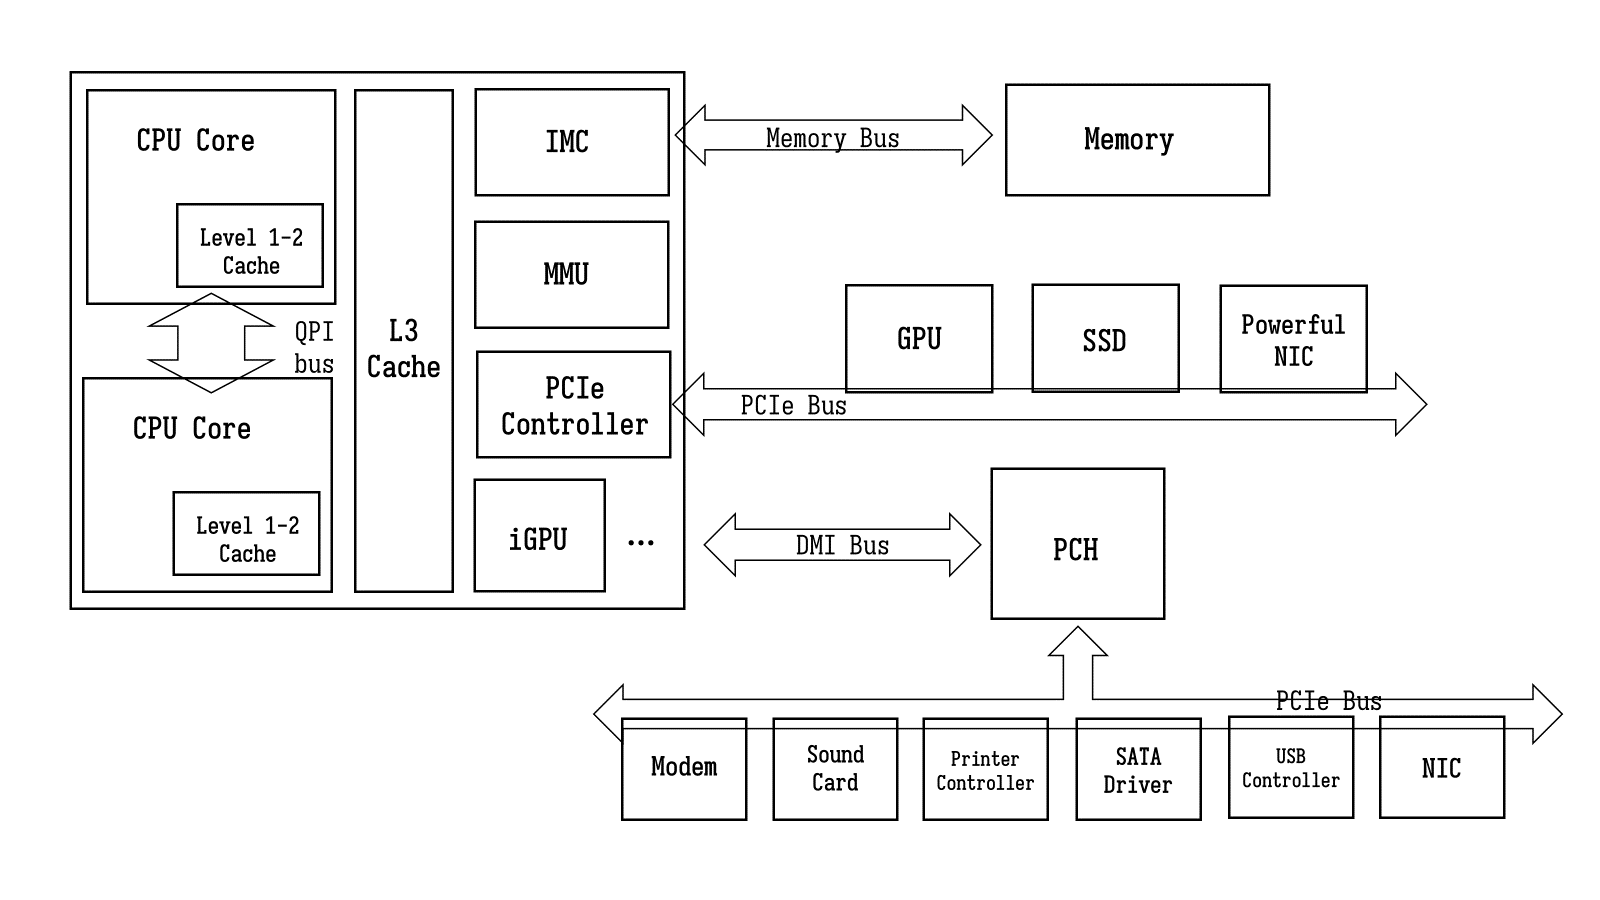 CPU Core
Level 1-2
Cache
QPI
bus
CPU Core
Level 1-2
Cache
L3
Cache
IMC
MMU
PCIe
Controller
iGPU
...
Memory Bus
Memory
GPU
SSD
Powerful
NIC
PCIe Bus
DMI Bus
PCH
PCIe Bus
Modem
Sound
Card
Printer
Controller
SATA
Driver
USB
Controller
NIC